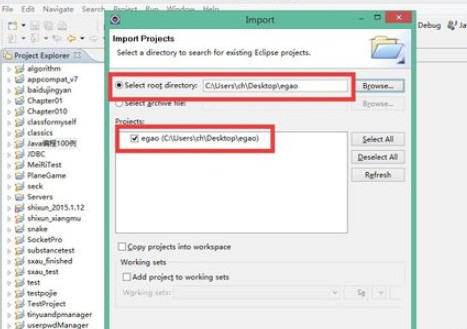 File Edit Navigate Search Project Run Window Help
Import
Debug
Project Explorer
algorithm
appcompat_v7
baidujingyan
Chapter01
Chapter010
classformyself
classics
Java编程100例
JDBC
MeiRiTest
PlaneGame
seck
Servers
shixun_2015.1.12
shixun_xiangmu
snake
SocketPro
substancetest
sxau_finished
sxau_test
test
testpojie
TestProject
tinyuandpmanager
userpwdManager
Import Projects
Select a directory to search for existing Eclipse projects.
Select root directory: C:\Users\ch\Desktop\egao Browse...
Select archive file: Browse...
Projects:
egao (C:\Users\ch\Desktop\egao) Select All
Deselect All
Refresh
Copy projects into workspace
Working sets
Add project to working sets
Working sets: Se